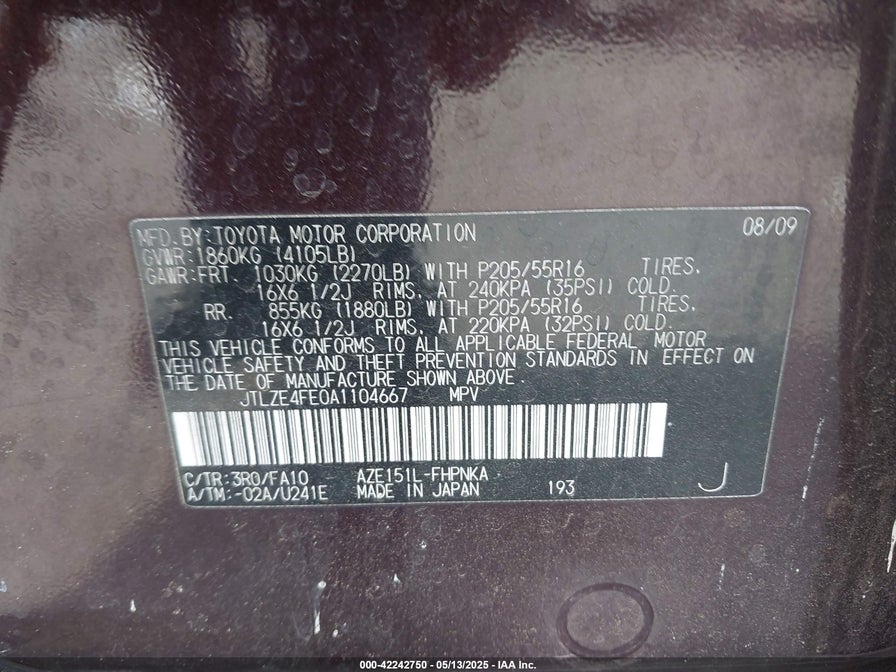 MFD. BY: TOYOTA MOTOR CORPORATION 08/09
GVWR: 1860KG (4105LB)
GAWR: FRT. 1030KG (2270LB) WITH P205/55R16 TIRES,
16X6 1/2J RIMS, AT 240KPA (35PSI) COLD.
RR. 855KG (1880LB) WITH P205/55R16 TIRES,
16X6 1/2J RIMS, AT 220KPA (32PSI) COLD.
THIS VEHICLE CONFORMS TO ALL APPLICABLE FEDERAL MOTOR
VEHICLE SAFETY AND THEFT PREVENTION STANDARDS IN EFFECT ON
THE DATE OF MANUFACTURE SHOWN ABOVE.
JTLZE4FE0A1104667 MPV
C/TR: 3R0/FA10 AZE151L-FHPNKA
A/TM: -02A/U241E MADE IN JAPAN 193 J
000-42242750 - 05/13/2025 - IAA Inc.